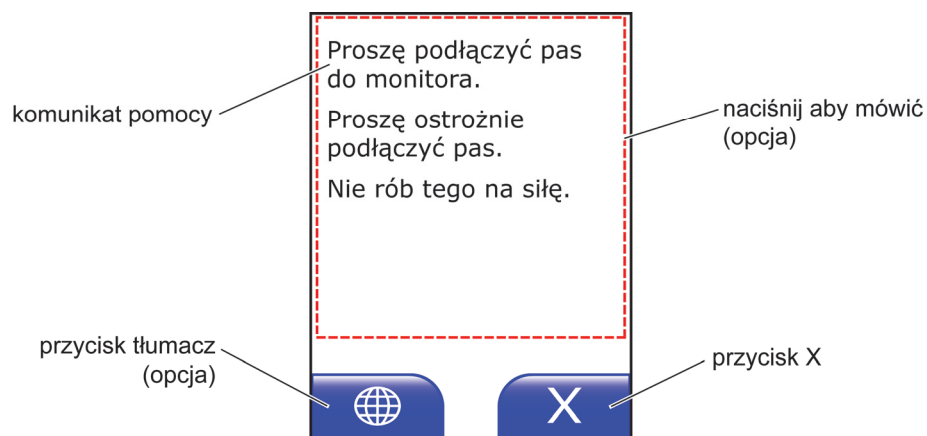 Proszę podłączyć pas
do monitora.
Proszę ostrożnie
podłączyć pas.
Nie rób tego na siłę.
komunikat pomocy
naciśnij aby mówić
(opcja)
przycisk tłumacz
(opcja)
przycisk X
X